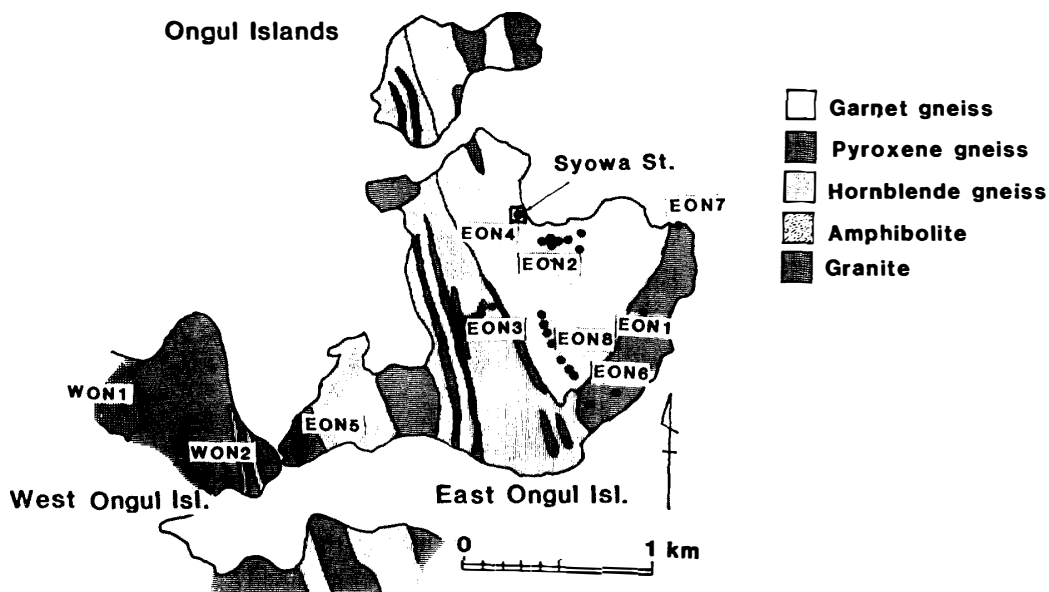 Ongul Islands
Garnet gneiss
Pyroxene gneiss
Hornblende gneiss
Amphibolite
Granite
Syowa St.
EON7
EON4
EON2
EON3
EON1
EON8
EON6
WON1
EON5
WON2
West Ongul Isl.
East Ongul Isl.
0
1 km